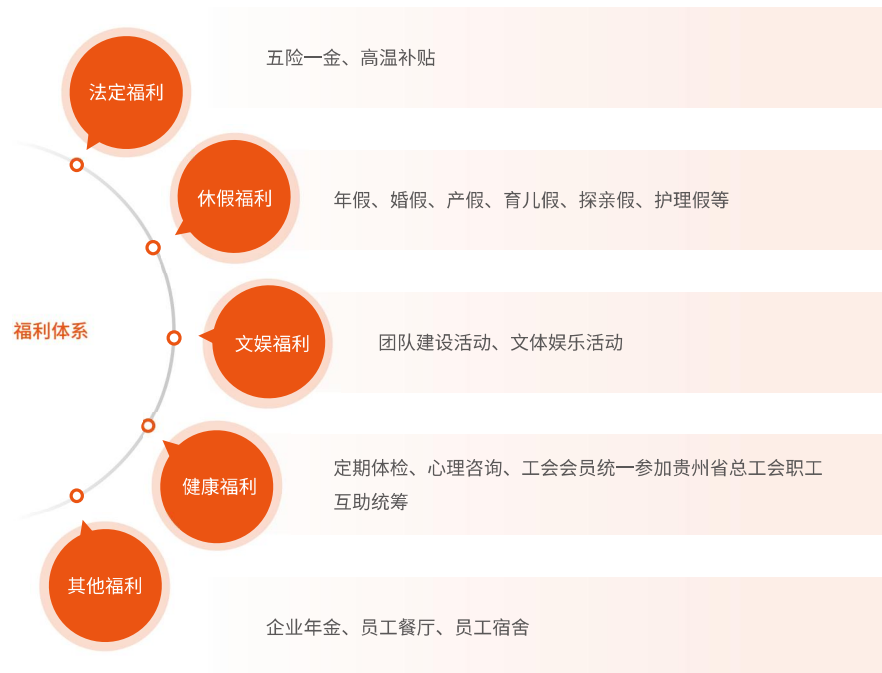 福利体系
法定福利
五险一金、高温补贴
休假福利
年假、婚假、产假、育儿假、探亲假、护理假等
文娱福利
团队建设活动、文体娱乐活动
健康福利
定期体检、心理咨询、工会会员统一参加贵州省总工会职工
互助统筹
其他福利
企业年金、员工餐厅、员工宿舍